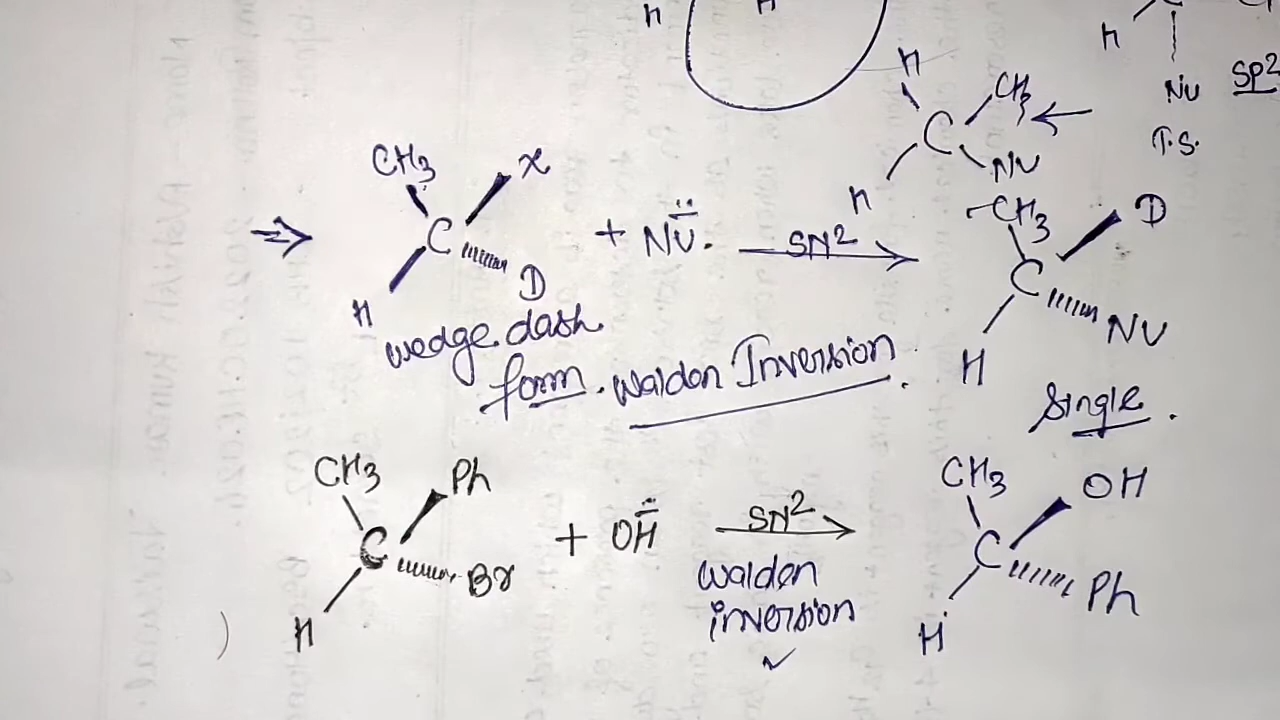 H
H
C
H
Nu
SP2
T.S.
H CH3
C
H Nu
CH3 X
C
H D
+ Nu⁻ SN2
CH3 D
C
H Nu
wedge dash
form. Walden Inversion.
Single.
CH3 Ph
C
H Br
+ OH⁻ SN2
Walden
inversion
CH3 OH
C
H Ph